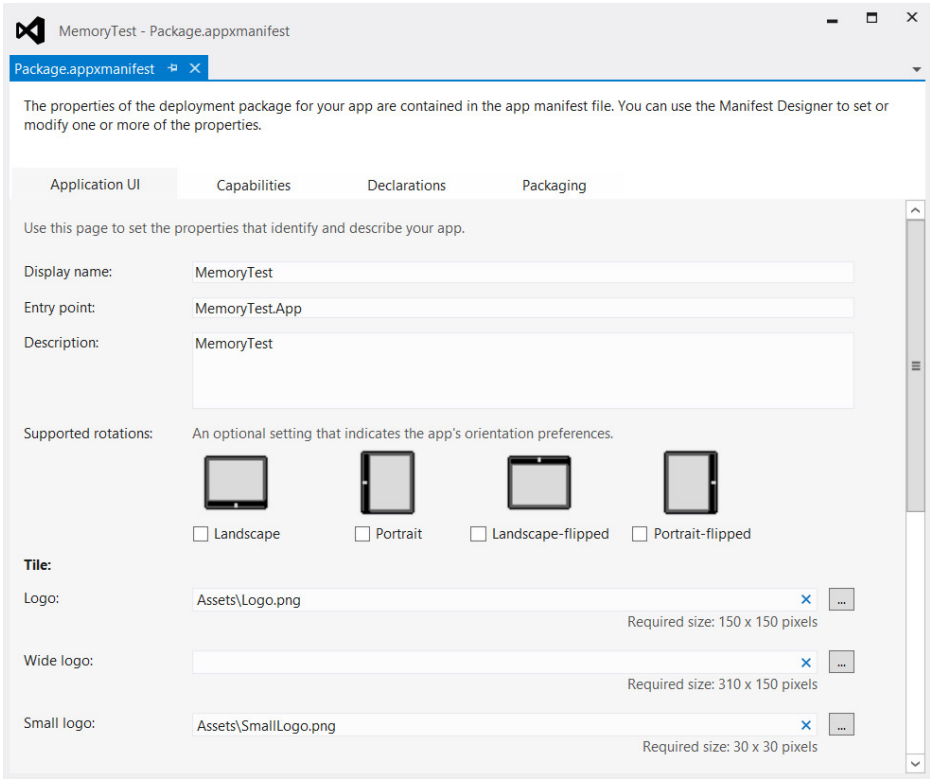 MemoryTest - Package.appxmanifest
Package.appxmanifest
The properties of the deployment package for your app are contained in the app manifest file. You can use the Manifest Designer to set or
modify one or more of the properties.
Application UI Capabilities Declarations Packaging
Use this page to set the properties that identify and describe your app.
Display name: MemoryTest
Entry point: MemoryTest.App
Description: MemoryTest
Supported rotations: An optional setting that indicates the app's orientation preferences.
Landscape Portrait Landscape-flipped Portrait-flipped
Tile:
Logo: Assets\Logo.png ...
Required size: 150 x 150 pixels
Wide logo: ...
Required size: 310 x 150 pixels
Small logo: Assets\SmallLogo.png ...
Required size: 30 x 30 pixels